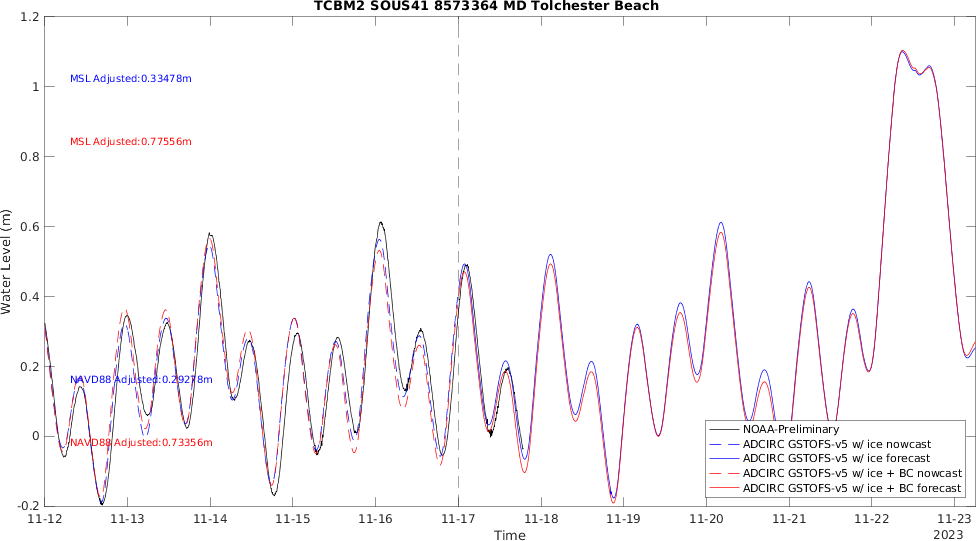 TCBM2 SOUS41 8573364 MD Tolchester Beach
Water Level (m)
1.2
1
0.8
0.6
0.4
0.2
0
-0.2
MSL Adjusted:0.33478m
MSL Adjusted:0.77556m
NAVD88 Adjusted:0.29278m
NAVD88 Adjusted:0.73356m
NOAA-Preliminary
ADCIRC GSTOFS-v5 w/ ice nowcast
ADCIRC GSTOFS-v5 w/ ice forecast
ADCIRC GSTOFS-v5 w/ ice + BC nowcast
ADCIRC GSTOFS-v5 w/ ice + BC forecast
11-12 11-13 11-14 11-15 11-16 11-17 11-18 11-19 11-20 11-21 11-22 11-23
Time
2023